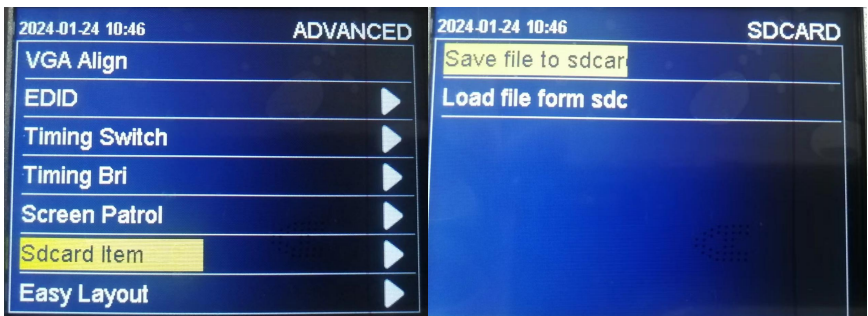 2024-01-24 10:46 ADVANCED
VGA Align
EDID
Timing Switch
Timing Bri
Screen Patrol
Sdcard Item
Easy Layout
2024-01-24 10:46 SDCARD
Save file to sdcar
Load file form sdc